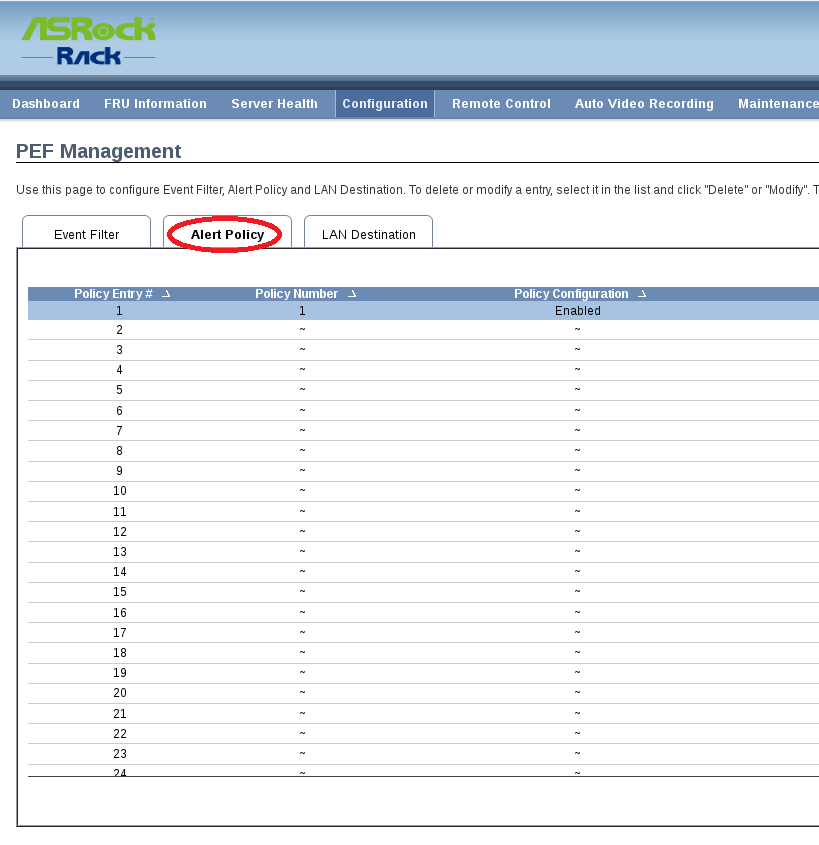 ASRock
Rack
Dashboard FRU Information Server Health Configuration Remote Control Auto Video Recording Maintenance
PEF Management
Use this page to configure Event Filter, Alert Policy and LAN Destination. To delete or modify a entry, select it in the list and click "Delete" or "Modify". T
Event Filter Alert Policy LAN Destination
Policy Entry # Policy Number Policy Configuration
1 1 Enabled
2 ~ ~
3 ~ ~
4 ~ ~
5 ~ ~
6 ~ ~
7 ~ ~
8 ~ ~
9 ~ ~
10 ~ ~
11 ~ ~
12 ~ ~
13 ~ ~
14 ~ ~
15 ~ ~
16 ~ ~
17 ~ ~
18 ~ ~
19 ~ ~
20 ~ ~
21 ~ ~
22 ~ ~
23 ~ ~
24 ~ ~